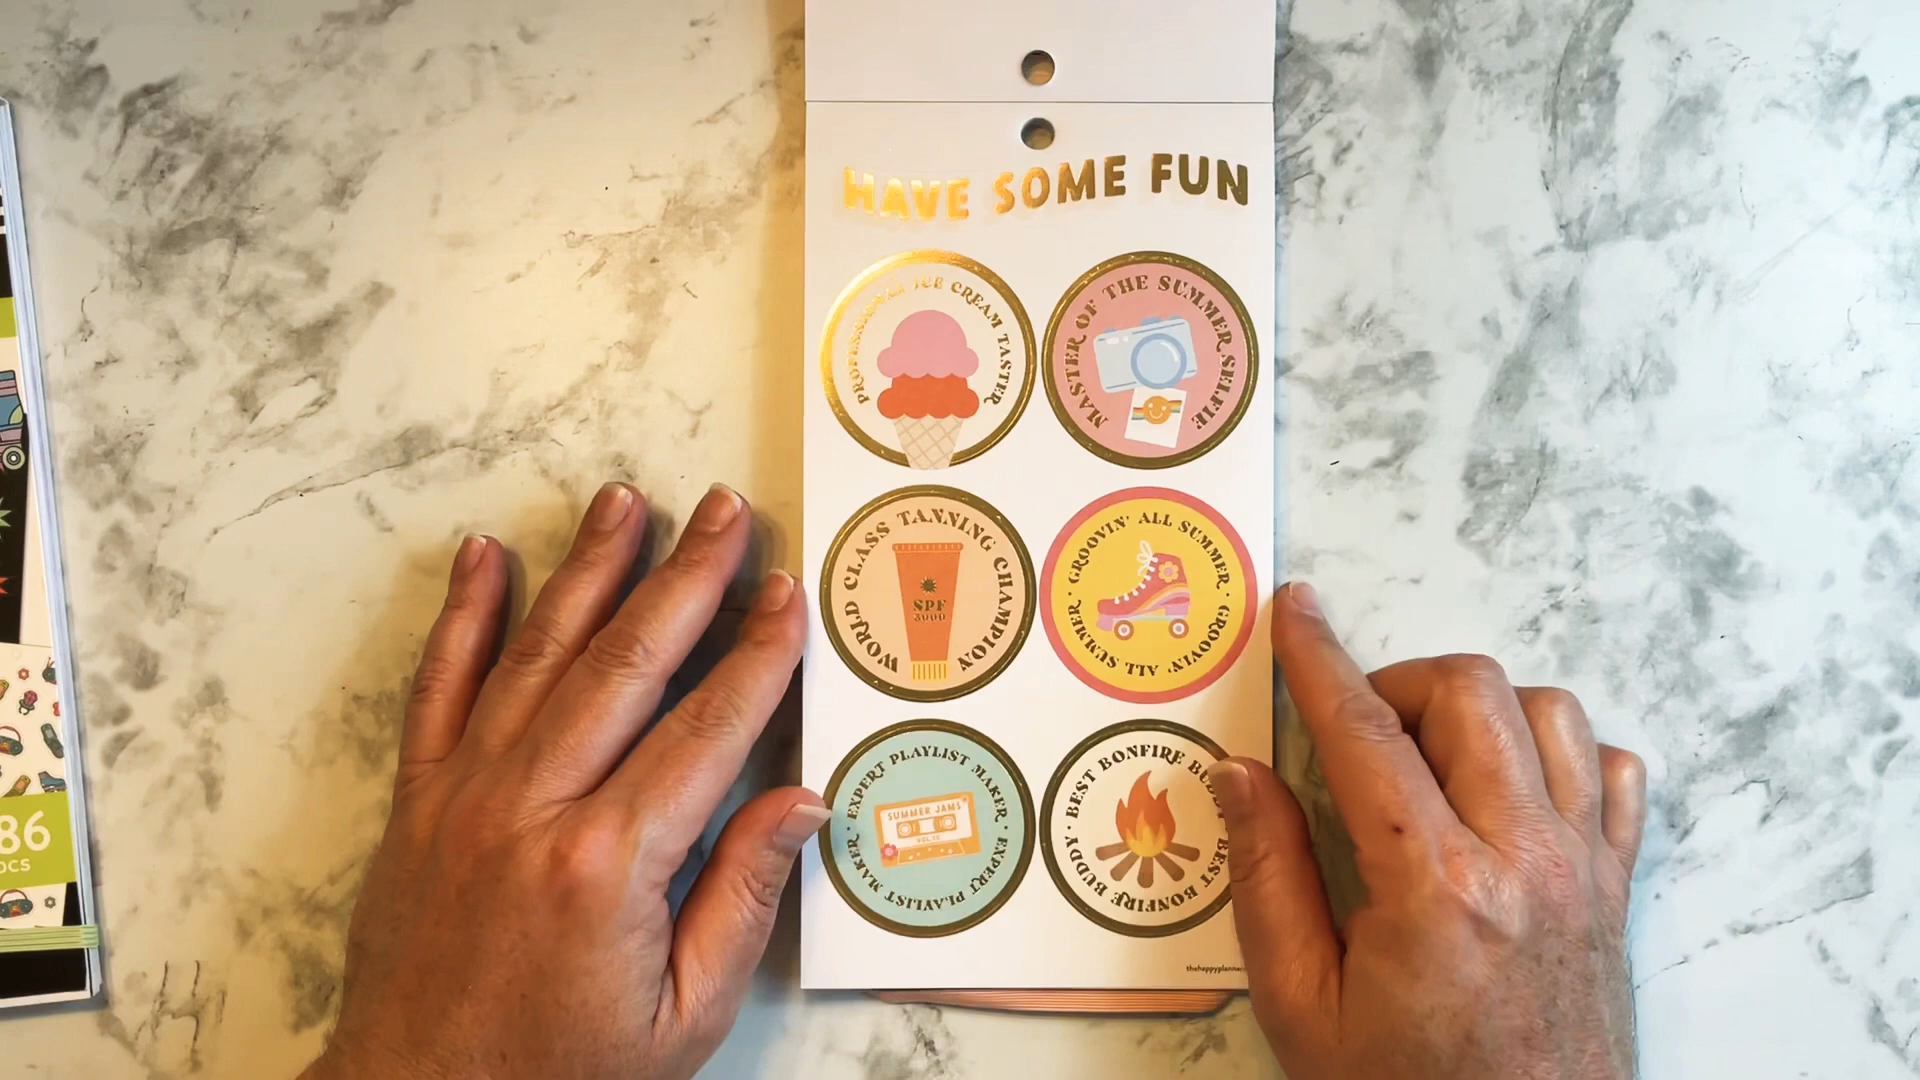 HAVE SOME FUN
PROFESSIONAL ICE CREAM TASTER
MASTER OF THE SUMMER SELFIE
WORLD CLASS TANNING CHAMPION
SPF
3000
GROOVIN' ALL SUMMER · GROOVIN' ALL SUMMER ·
EXPERT PLAYLIST MAKER · EXPERT PLAYLIST MAKER ·
SUMMER JAMS
BEST BONFIRE BUDDY · BEST BONFIRE BUDDY ·
86